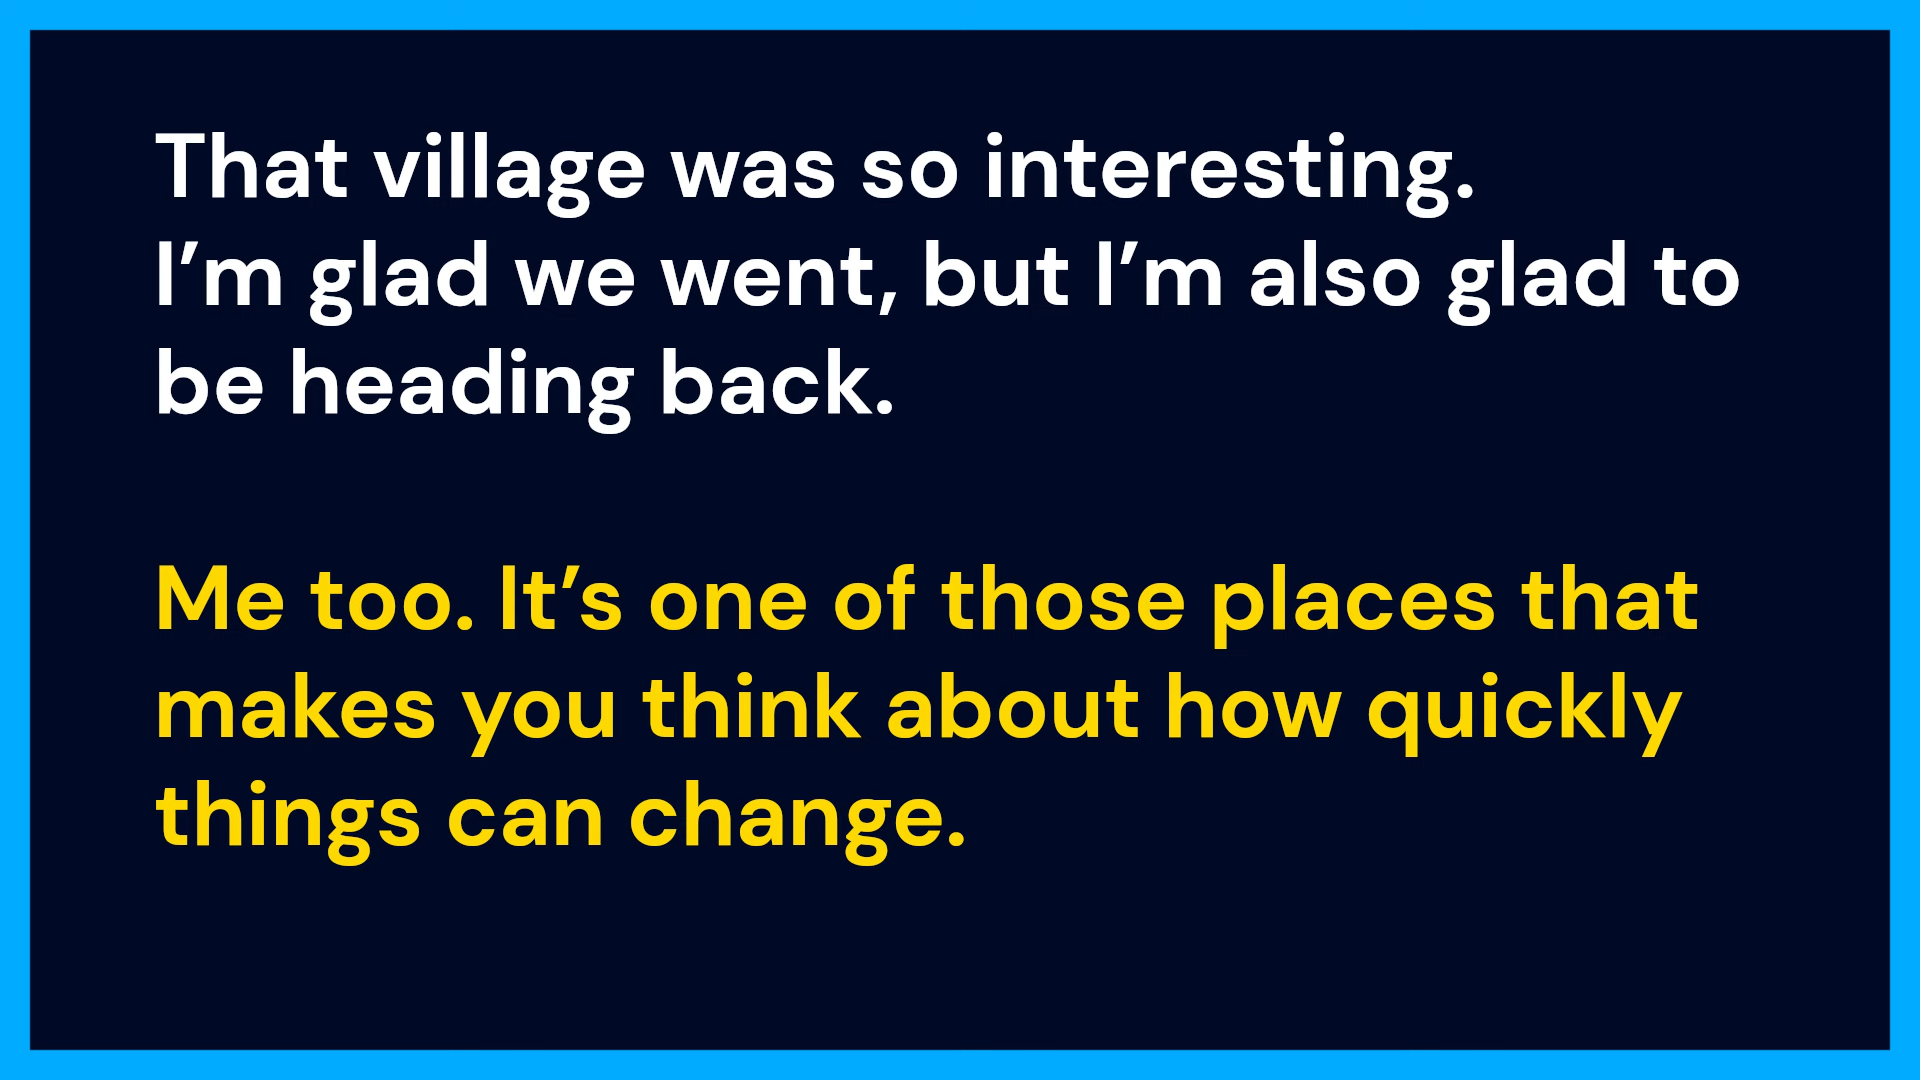 That village was so interesting.
I’m glad we went, but I’m also glad to
be heading back.
Me too. It’s one of those places that
makes you think about how quickly
things can change.